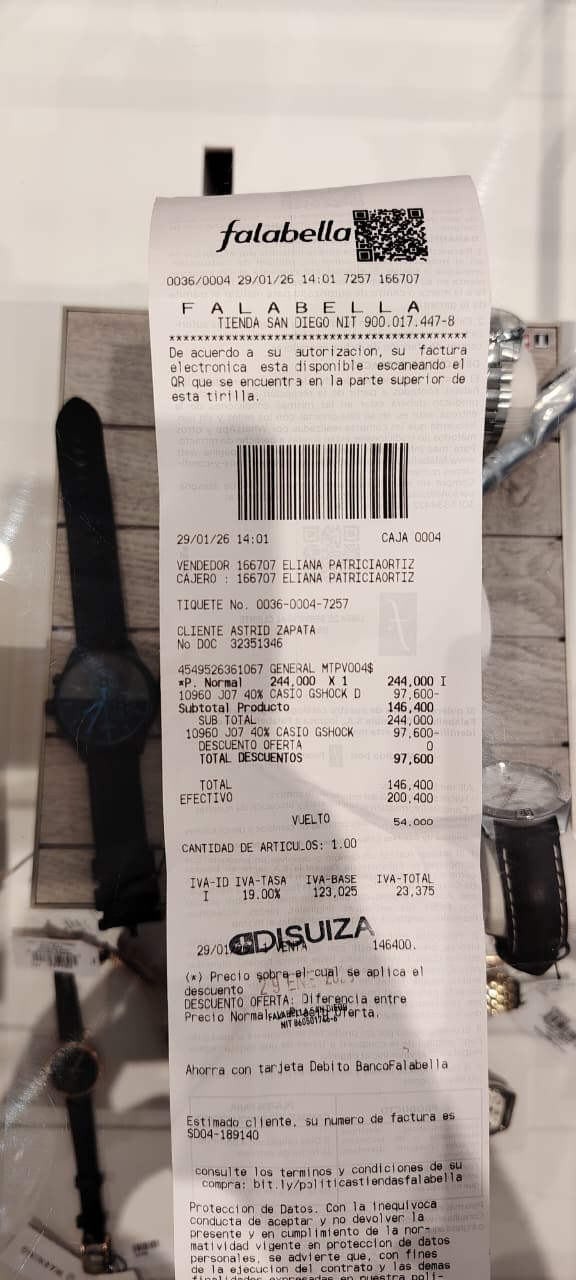 falabella
0036/0004 29/01/26 14:01 7257 166707
FALABELLA
TIENDA SAN DIEGO NIT 900.017.447-8
****************************************
De acuerdo a su autorizacion, su factura
electronica esta disponible escaneando el
QR que se encuentra en la parte superior de
esta tirilla.
29/01/26 14:01 CAJA 0004
VENDEDOR 166707 ELIANA PATRICIAORTIZ
CAJERO : 166707 ELIANA PATRICIAORTIZ
TIQUETE No. 0036-0004-7257
CLIENTE ASTRID ZAPATA
No DOC 32351346
4549526361067 GENERAL MTPV004$
*P. Normal 244,000 X 1 244,000 I
10960 J07 40% CASIO GSHOCK D 97,600-
Subtotal Producto 146,400
SUB TOTAL 244,000
10960 J07 40% CASIO GSHOCK 97,600-
DESCUENTO OFERTA 0
TOTAL DESCUENTOS 97,600
TOTAL 146,400
EFECTIVO 200,400
VUELTO 54,000
CANTIDAD DE ARTICULOS: 1.00
IVA-ID IVA-TASA IVA-BASE IVA-TOTAL
I 19.00% 123,025 23,375
DISUIZA
29/01/ VENTA 146400.
(*) Precio sobre el cual se aplica el
descuento
29 ENE
DESCUENTO OFERTA: Diferencia entre
Precio Normal Oferta.
Ahorra con tarjeta Debito BancoFalabella
Estimado cliente, su numero de factura es
SD04-189140
consulte los terminos y condiciones de su
compra: bit.ly/politicastiendasfalabella
Proteccion de Datos. Con la inequivoca
conducta de aceptar y no devolver la
presente y en cumplimiento de la nor-
matividad vigente en proteccion de datos
personales, se advierte que, con fines
de la ejecucion del contrato y las demas
finalidades expresadas en nuestra poli-